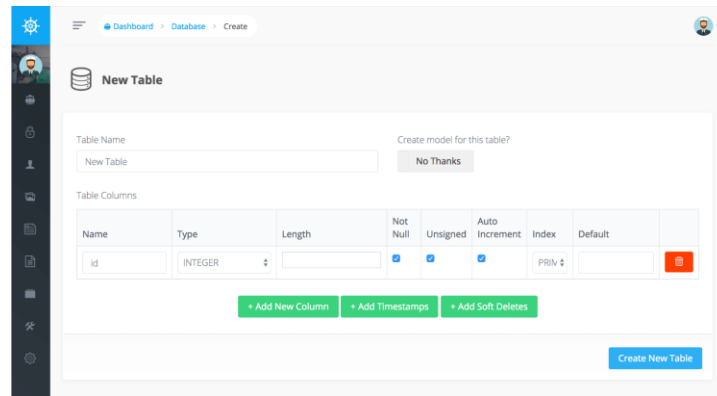 Dashboard > Database > Create
New Table
Table Name
Create model for this table?
New Table
No Thanks
Table Columns
Name Type Length Not Null Unsigned Auto Increment Index Default
id INTEGER PRIM
+ Add New Column + Add Timestamps + Add Soft Deletes
Create New Table